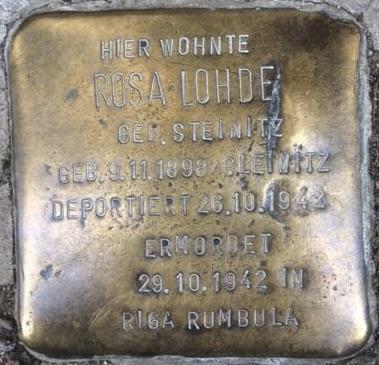 HIER WOHNTE
ROSA LOHDE
GEB. STEINITZ
GEB. 9.11.1898 GLEINITZ
DEPORTIERT 26.10.1942
ERMORDET
29.10.1942 IN
RIGA RUMBULA